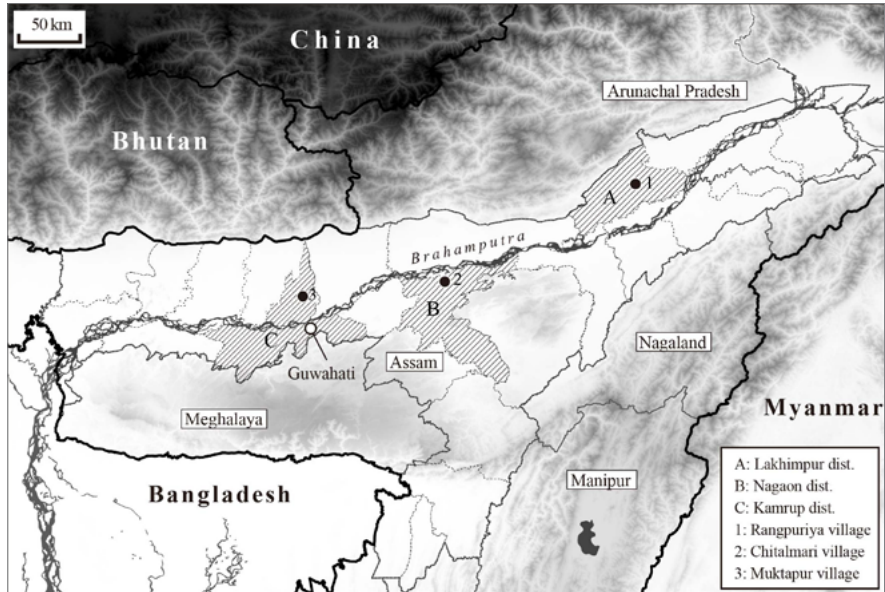 50 km
China
Arunachal Pradesh
Bhutan
A 1
Brahamputra
2
3
B
C
Nagaland
Assam
Guwahati
Myanmar
Meghalaya
Manipur
Bangladesh
A: Lakhimpur dist.
B: Nagaon dist.
C: Kamrup dist.
1: Rangpuriya village
2: Chitalmari village
3: Muktapur village